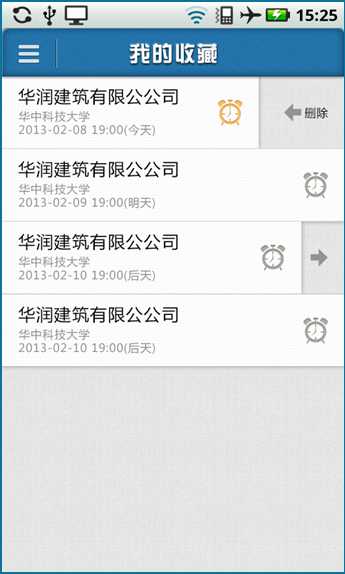 15:25
我的收藏
华润建筑有限公公司
华中科技大学
2013-02-08 19:00(今天)
删除
华润建筑有限公公司
华中科技大学
2013-02-09 19:00(明天)
华润建筑有限公公司
华中科技大学
2013-02-10 19:00(后天)
华润建筑有限公公司
华中科技大学
2013-02-10 19:00(后天)